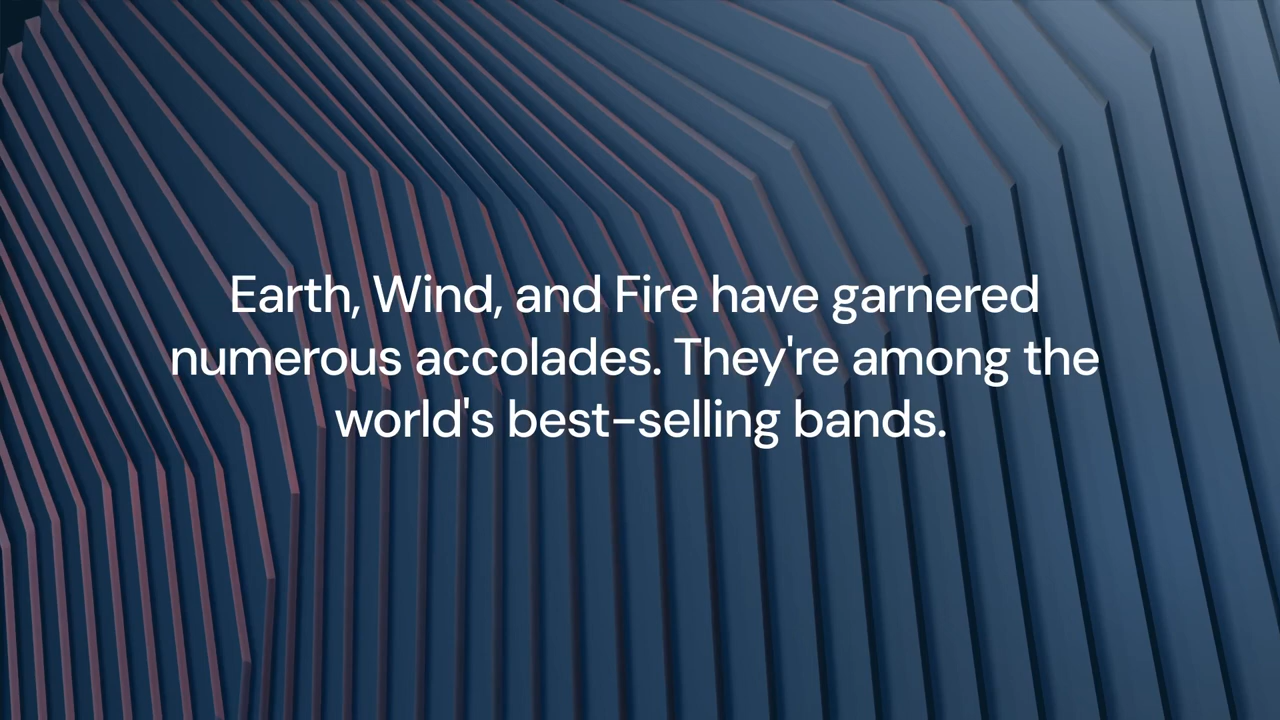 Earth, Wind, and Fire have garnered
numerous accolades. They're among the
world's best-selling bands.